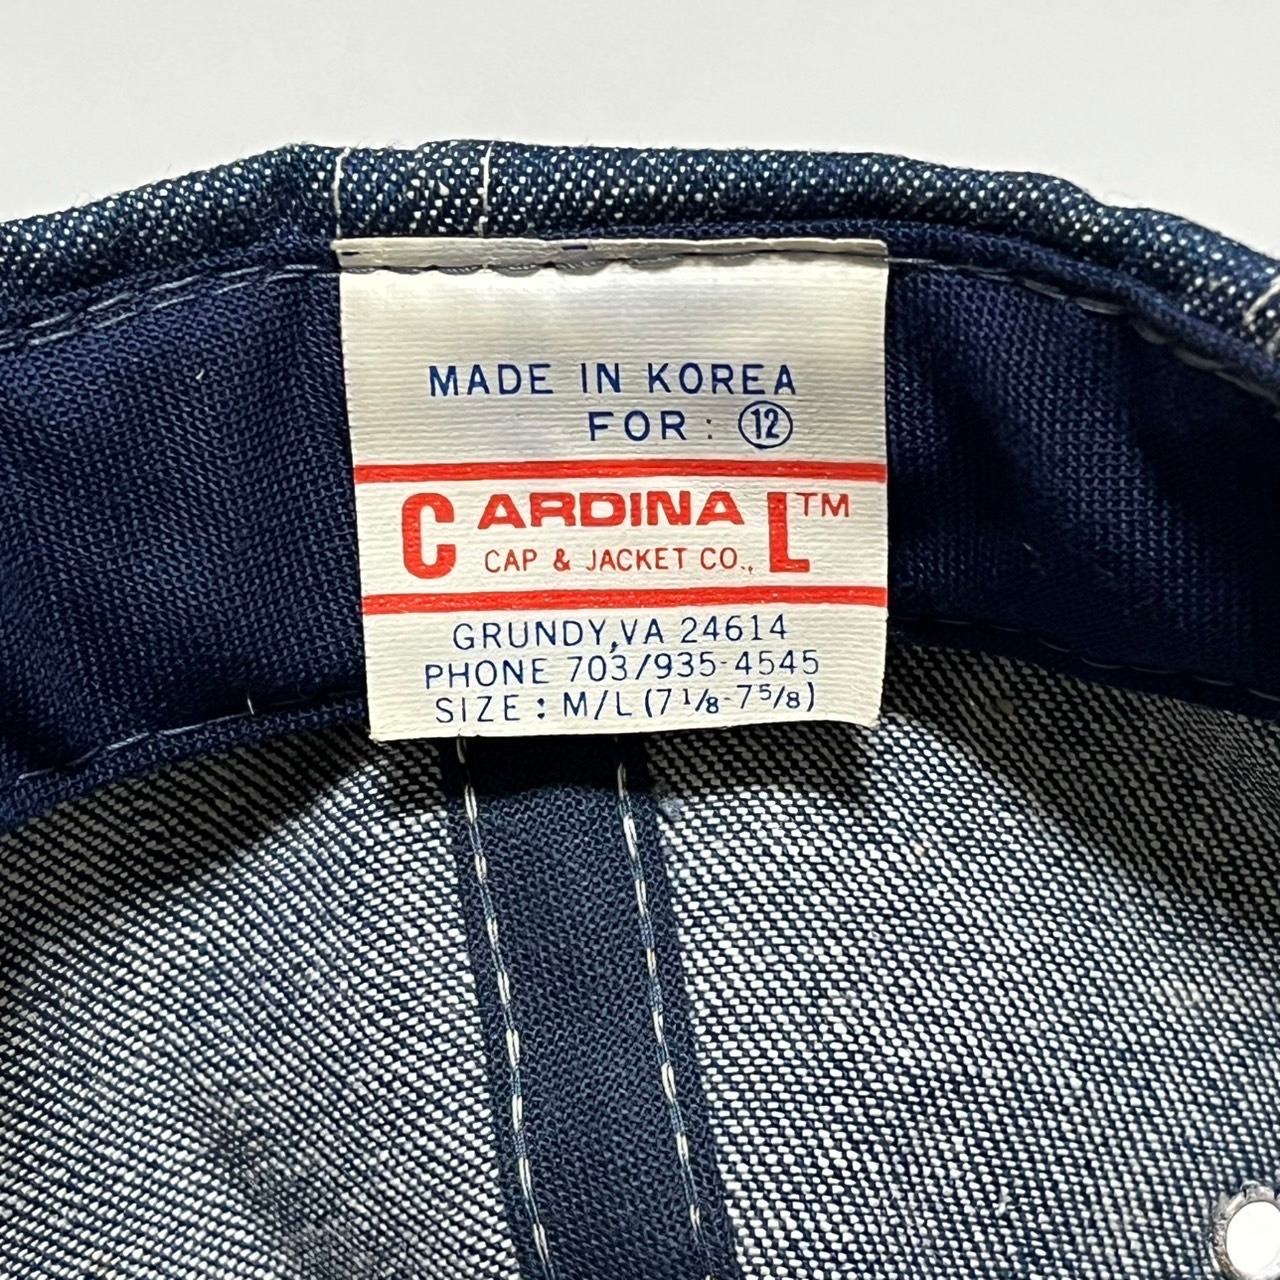 MADE IN KOREA
FOR: ⑫
CARDINAL™
CAP & JACKET CO.,
GRUNDY, VA 24614
PHONE 703/935-4545
SIZE: M/L (7 1/8-7 5/8)